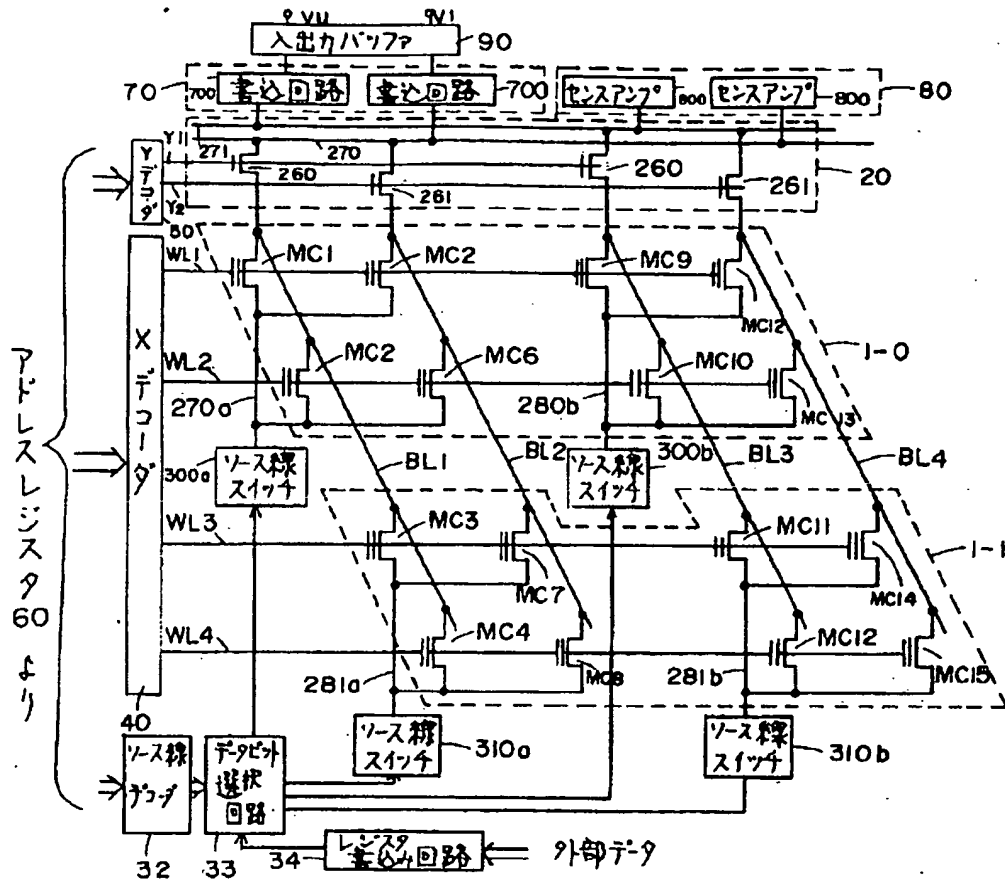 VU VI
入出力バッファ 90
70 700 書込回路 書込回路 700 センスアンプ 800 センスアンプ 800 80
Y1 271 270
260 260 261 20
Yデコーダ Y2 261
50
WL1 MC1 MC2 MC9 MC12
Xデコーダ WL2 MC2 MC6 MC10 MC13 1-0
270a 280b
300a ソース線スイッチ BL1 BL2 ソース線スイッチ 300b BL3 BL4
アドレスレジスタ60より
WL3 MC3 MC7 MC11 MC14 1-1
WL4 MC4 MC8 MC12 MC15
281a 281b
40
ソース線スイッチ 310a ソース線スイッチ 310b
ソース線デコーダ データビット選択回路
32 33 34 レジスタ書込み回路 外部データ